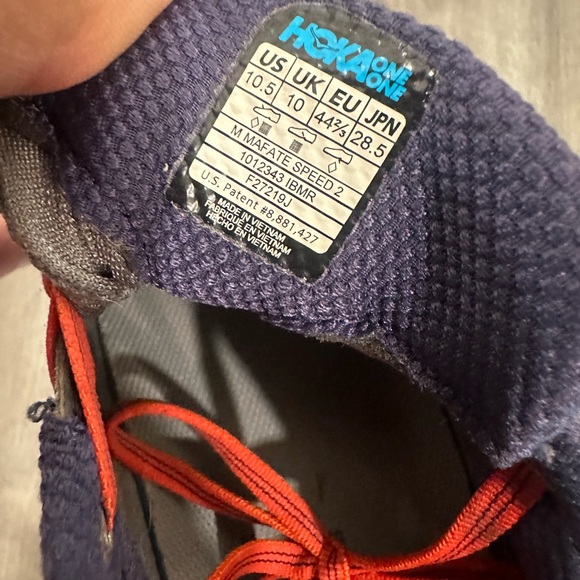 HOKA ONE ONE
US UK EU JPN
10.5 10 44⅔ 28.5
M MAFATE SPEED 2
1012343 IBMR
F27219J
U.S. Patent #8,881,427
MADE IN VIETNAM
FABRIQUE EN VIETNAM
HECHO EN VIETNAM